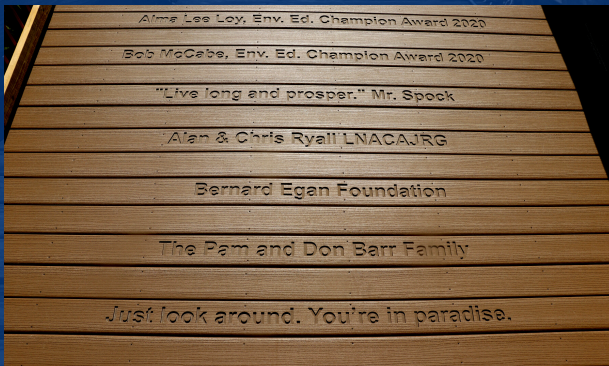 Alma Lee Loy, Env. Ed. Champion Award 2020
Bob McCabe, Env. Ed. Champion Award 2020
"Live long and prosper." Mr. Spock
Alan & Chris Ryall LNACAJRG
Bernard Egan Foundation
The Pam and Don Barr Family
Just look around. You're in paradise.